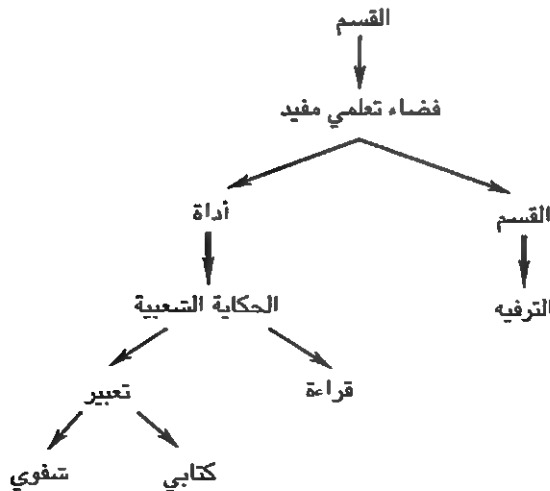 القسم
فضاء تعلمي مفيد
القسم
أداة
الترفيه
الحكاية الشعبية
قراءة
تعبير
كتابي
شفوي